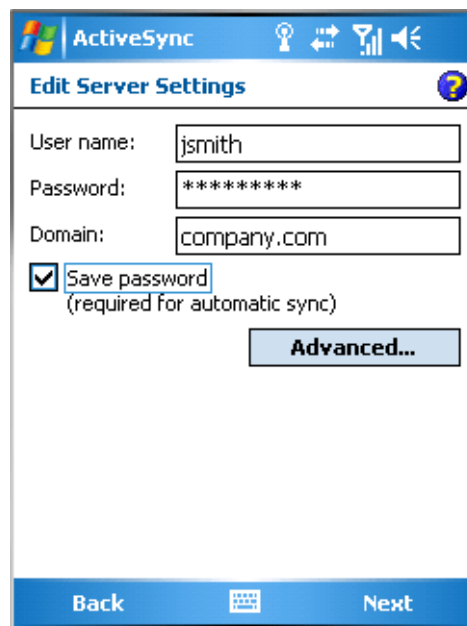 ActiveSync
Edit Server Settings
User name: jsmith
Password: *********
Domain: company.com
Save password
(required for automatic sync)
Advanced...
Back Next